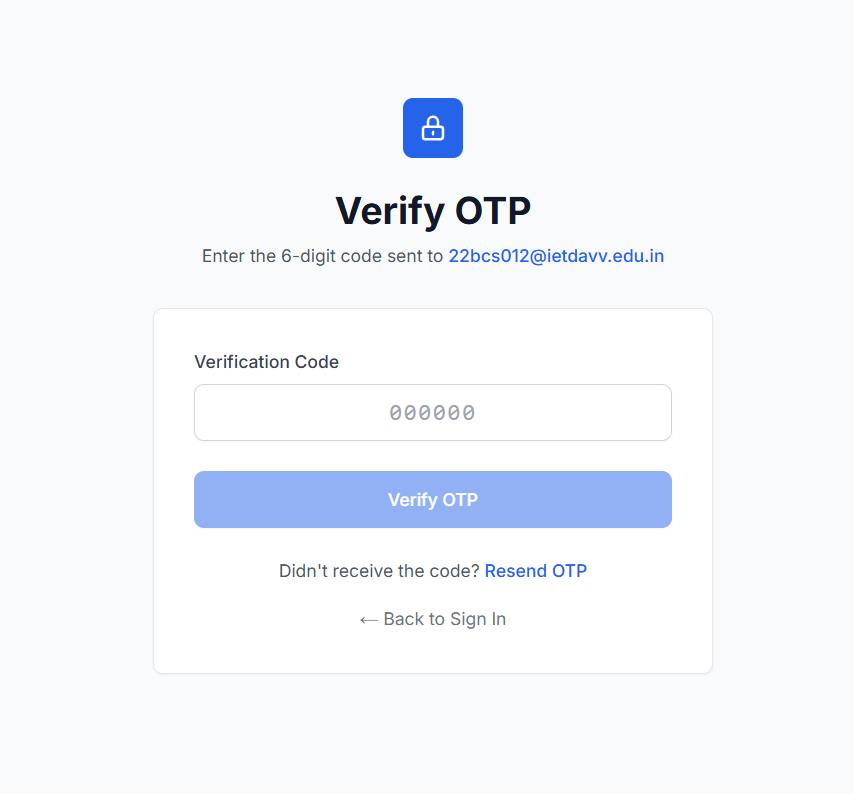 Verify OTP
Enter the 6-digit code sent to 22bcs012@ietdavv.edu.in
Verification Code
000000
Verify OTP
Didn't receive the code? Resend OTP
← Back to Sign In